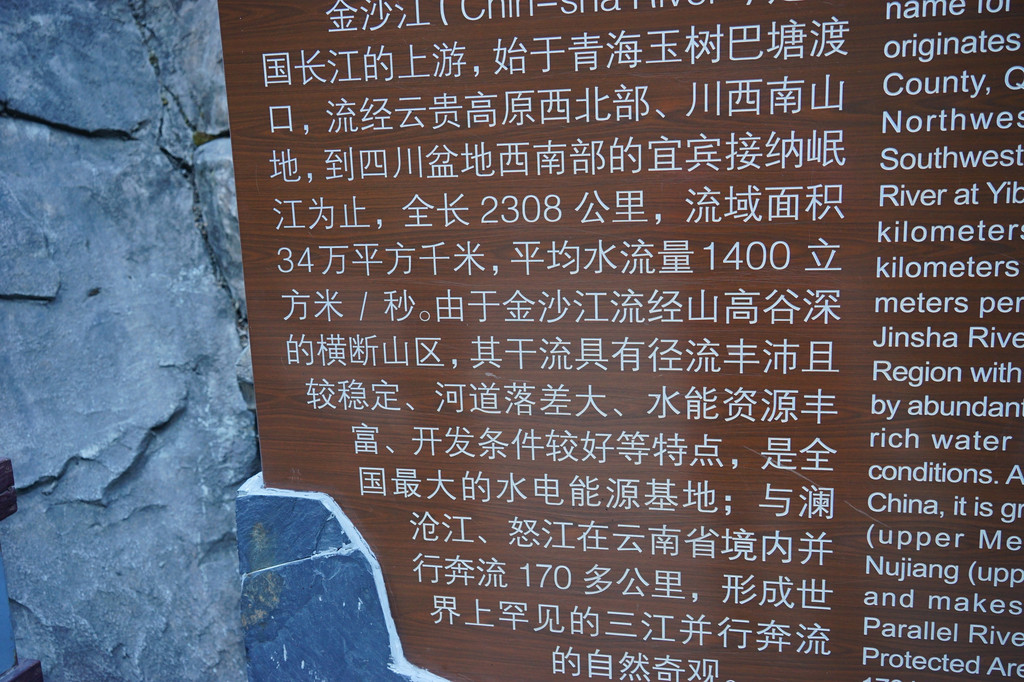 金沙江（Chin-sha River
国长江的上游，始于青海玉树巴塘渡
口，流经云贵高原西北部、川西南山
地，到四川盆地西南部的宜宾接纳岷
江为止，全长 2308 公里，流域面积
34万平方千米，平均水流量1400 立
方米 / 秒。由于金沙江流经山高谷深
的横断山区，其干流具有径流丰沛且
较稳定、河道落差大、水能资源丰
富、开发条件较好等特点，是全
国最大的水电能源基地；与澜
沧江、怒江在云南省境内并
行奔流 170 多公里，形成世
界上罕见的三江并行奔流
的自然奇观。
name for
originates
County, Q
Northwes
Southwest
River at Yib
kilometers
kilometers
meters per
Jinsha Rive
Region with
by abundant
rich water
conditions. A
China, it is gr
(upper Me
Nujiang (upp
and makes
Parallel Rive
Protected Are